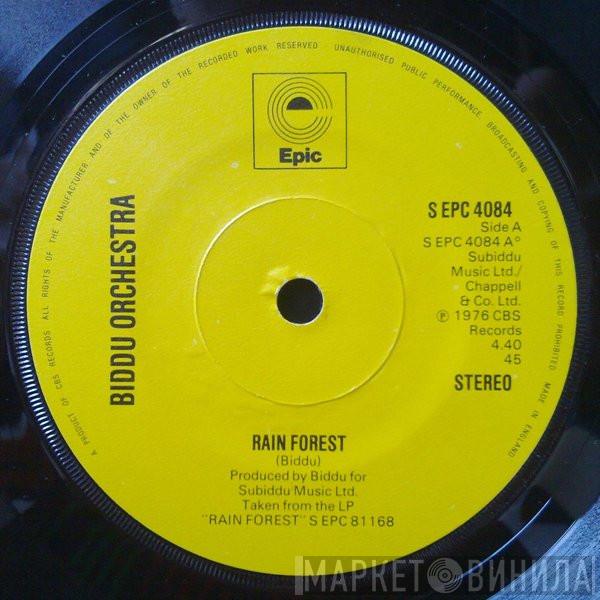 A PRODUCT OF CBS RECORDS ALL RIGHTS OF THE MANUFACTURER AND OF THE OWNER OF THE RECORDED WORK RESERVED UNAUTHORISED PUBLIC PERFORMANCE BROADCASTING AND COPYING OF THIS RECORD PROHIBITED MADE IN ENGLAND
Epic
BIDDU ORCHESTRA
S EPC 4084
Side A
S EPC 4084 A°
Subiddu
Music Ltd./
Chappell
& Co. Ltd.
℗ 1976 CBS
Records
4.40
45
STEREO
RAIN FOREST
(Biddu)
Produced by Biddu for
Subiddu Music Ltd.
Taken from the LP
"RAIN FOREST" S EPC 81168
МАРКЕТ ВИНИЛА